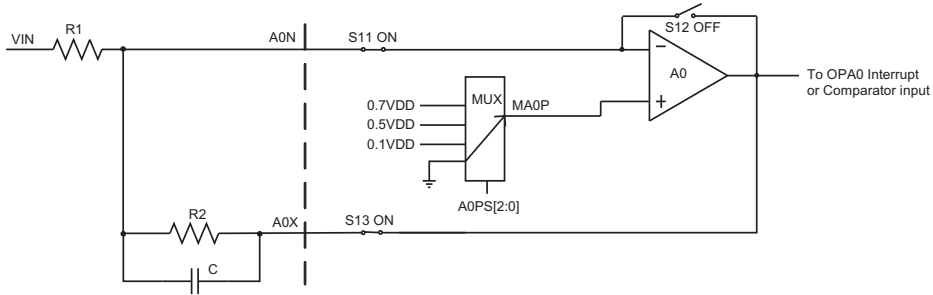 S12 OFF
VIN
R1
A0N
S11 ON
−
A0
+
To OPA0 Interrupt
or Comparator input
MUX
MA0P
0.7VDD
0.5VDD
0.1VDD
A0PS[2:0]
R2
A0X
S13 ON
C